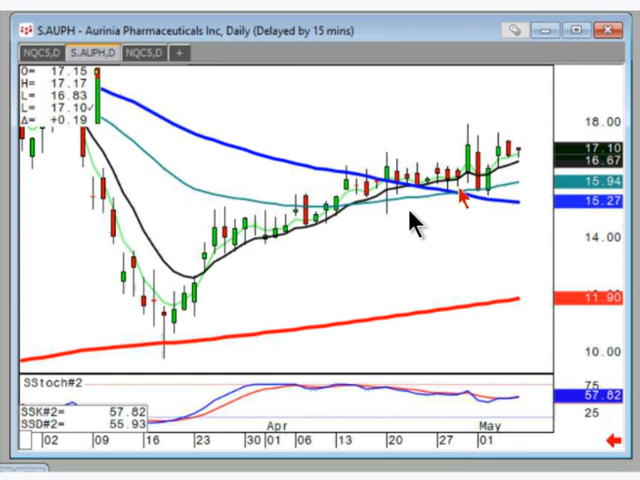 S.AUPH - Aurinia Pharmaceuticals Inc, Daily (Delayed by 15 mins)
NQC5,D S.AUPH,D NQC5,D +
O= 17.15
H= 17.17
L= 16.83
L= 17.10✓
Δ= +0.19
18.00
17.10
16.67
15.94
15.27
14.00
11.90
10.00
SStoch#2
75
57.82
25
SSK#2= 57.82
SSD#2= 55.93
Apr May
02 09 16 23 30 01 06 13 20 27 01